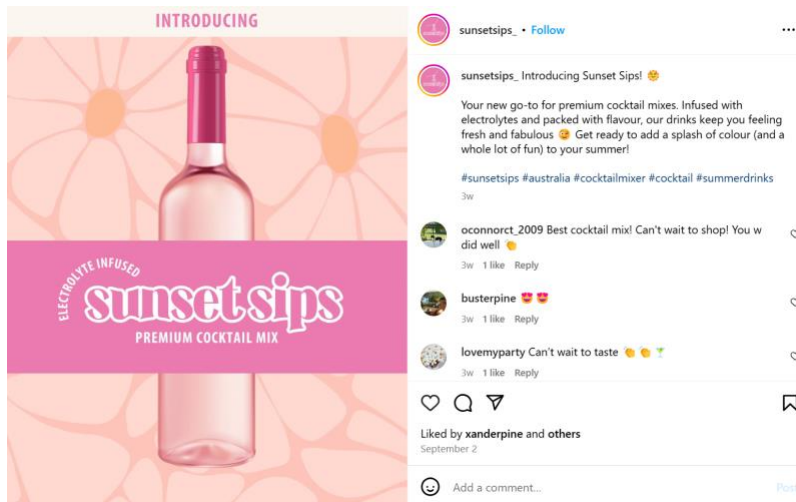 INTRODUCING
ELECTROLYTE INFUSED
sunset sips
PREMIUM COCKTAIL MIX
sunsetsips_ • Follow
sunsetsips_ Introducing Sunset Sips!
Your new go-to for premium cocktail mixes. Infused with
electrolytes and packed with flavour, our drinks keep you feeling
fresh and fabulous
Get ready to add a splash of colour (and a
whole lot of fun) to your summer!
#sunsetsips #australia #cocktailmixer #cocktail #summerdrinks
3w
oconnorct_2009 Best cocktail mix! Can't wait to shop! You w
did well
3w 1 like Reply
busterpine
3w 1 like Reply
lovemyparty Can't wait to taste
3w 1 like Reply
Liked by xanderpine and others
September 2
Add a comment...
Post